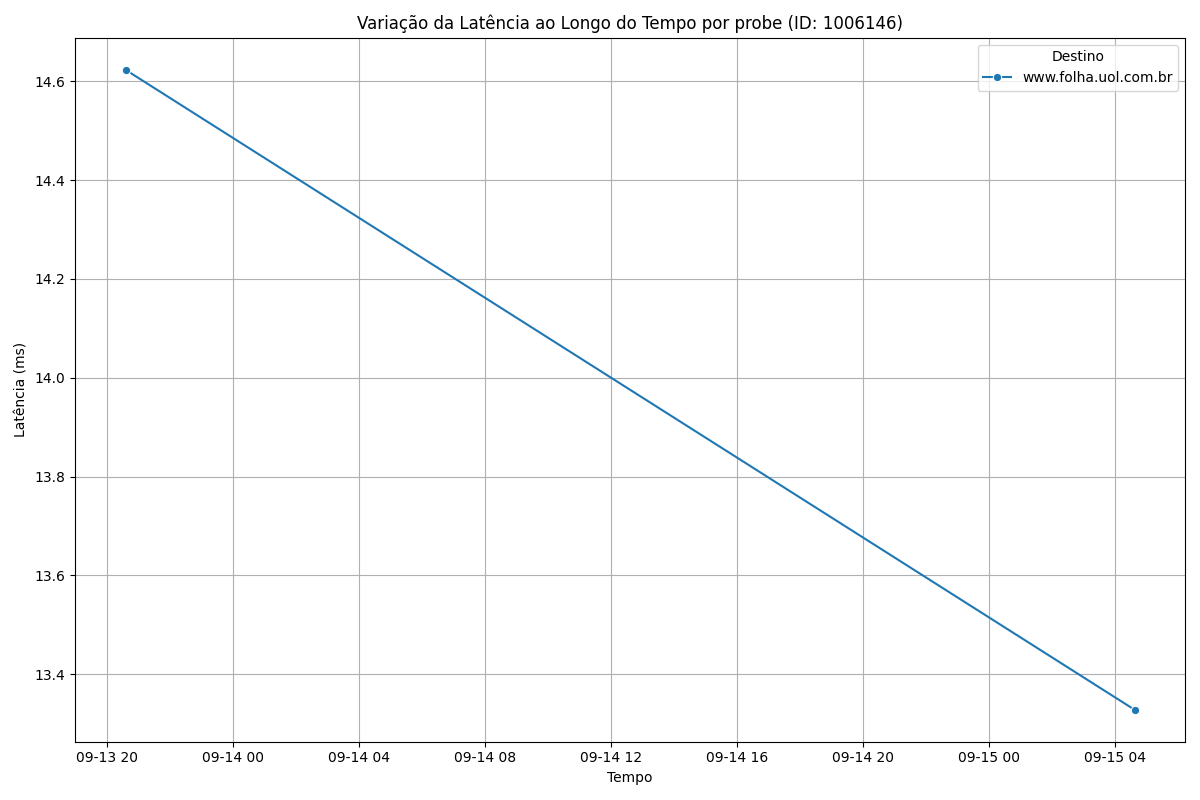 Variação da Latência ao Longo do Tempo por probe (ID: 1006146)
Destino
www.folha.uol.com.br
Latência (ms)
14.6
14.4
14.2
14.0
13.8
13.6
13.4
09-13 20 09-14 00 09-14 04 09-14 08 09-14 12 09-14 16 09-14 20 09-15 00 09-15 04
Tempo